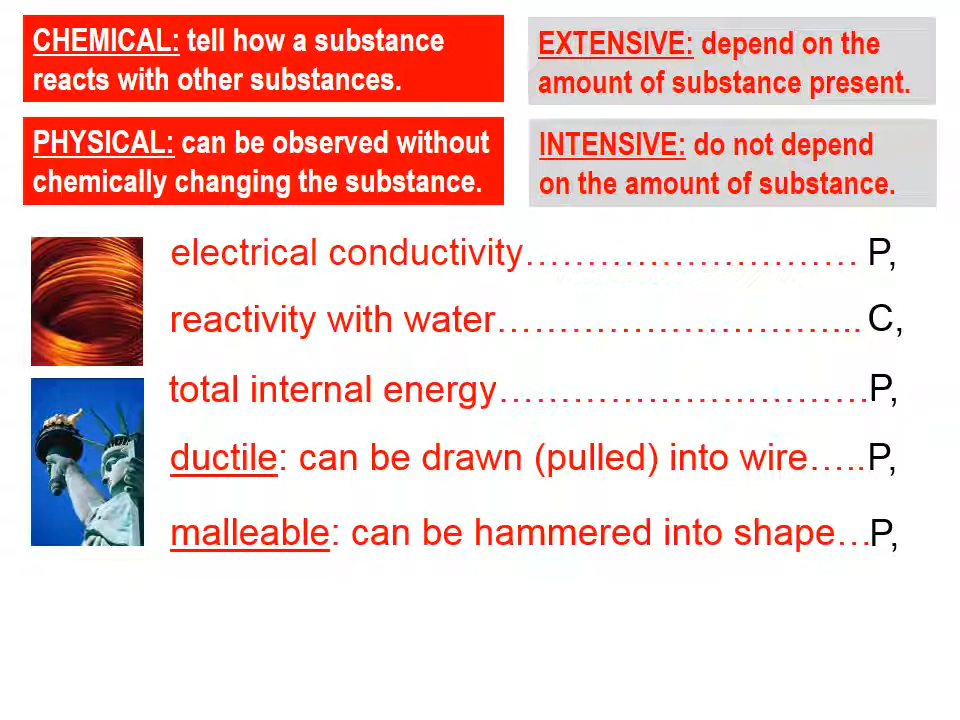 CHEMICAL: tell how a substance
reacts with other substances.
EXTENSIVE: depend on the
amount of substance present.
PHYSICAL: can be observed without
chemically changing the substance.
INTENSIVE: do not depend
on the amount of substance.
electrical conductivity……………………… P,
reactivity with water………………………... C,
total internal energy…………………………P,
ductile: can be drawn (pulled) into wire…..P,
malleable: can be hammered into shape…P,